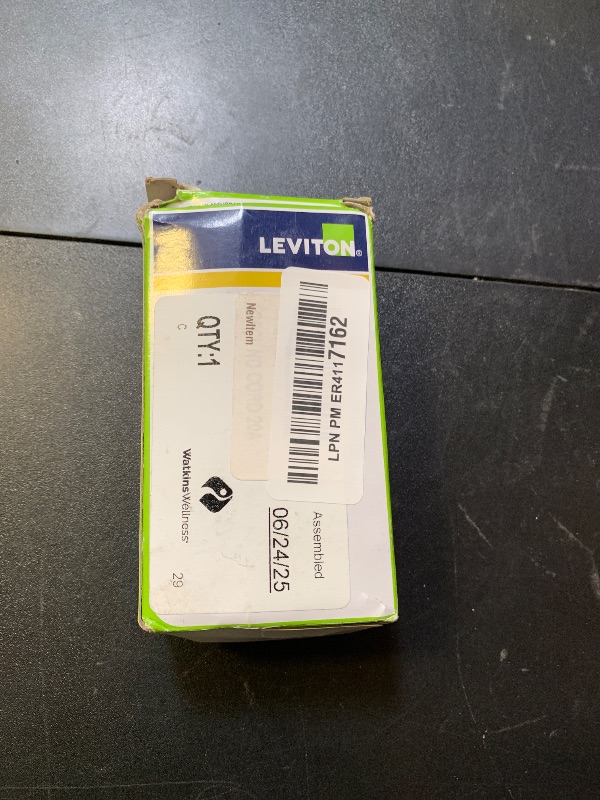 LEVITON®
QTY:1
C
NewItem
LPN PM ER4117162
WatkinsWellness
29
Assembled
06/24/25